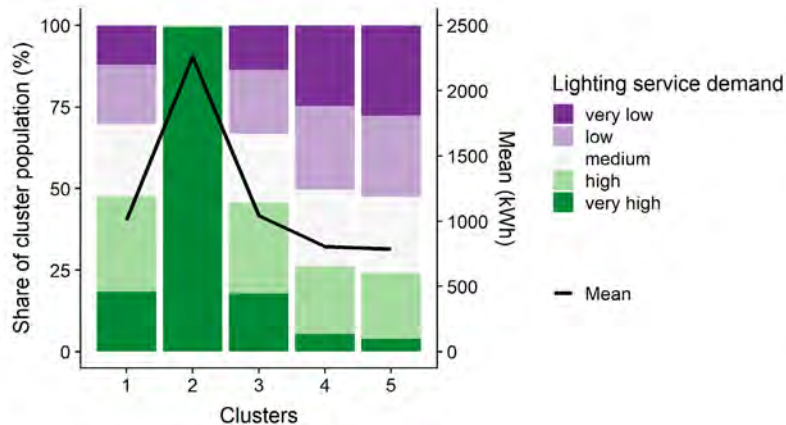 100
75
50
25
0
Share of cluster population (%)
1 2 3 4 5
Clusters
2500
2000
1500
1000
500
0
Mean (kWh)
Lighting service demand
very low
low
medium
high
very high
Mean